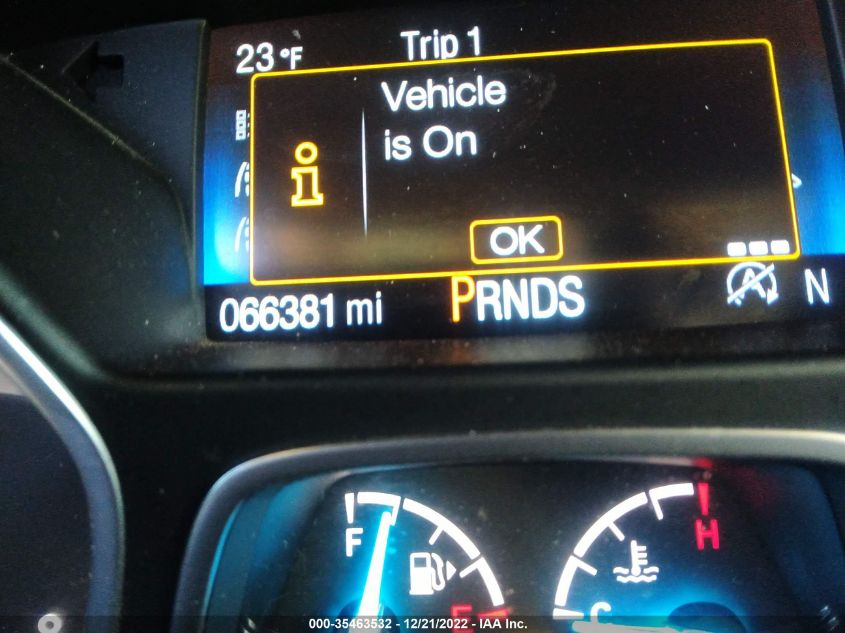 23 °F Trip 1
Vehicle
is On
OK
066381 mi PRNDS N
F H
E C
000-35463532 - 12/21/2022 - IAA Inc.